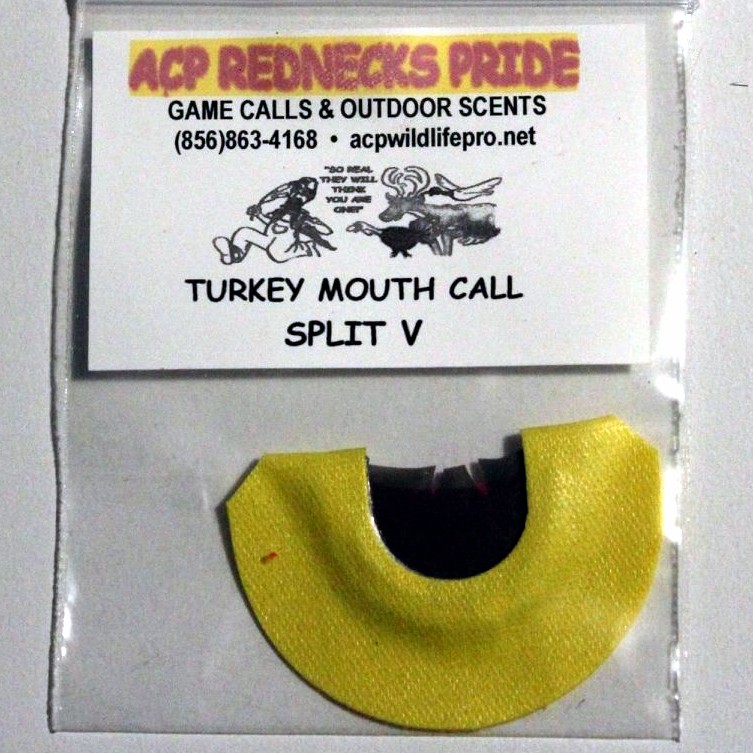 ACP REDNECKS PRIDE
GAME CALLS & OUTDOOR SCENTS
(856)863-4168 • acpwildlifepro.net
"SO REAL
THEY WILL
THINK
YOU ARE
ONE!"
TURKEY MOUTH CALL
SPLIT V